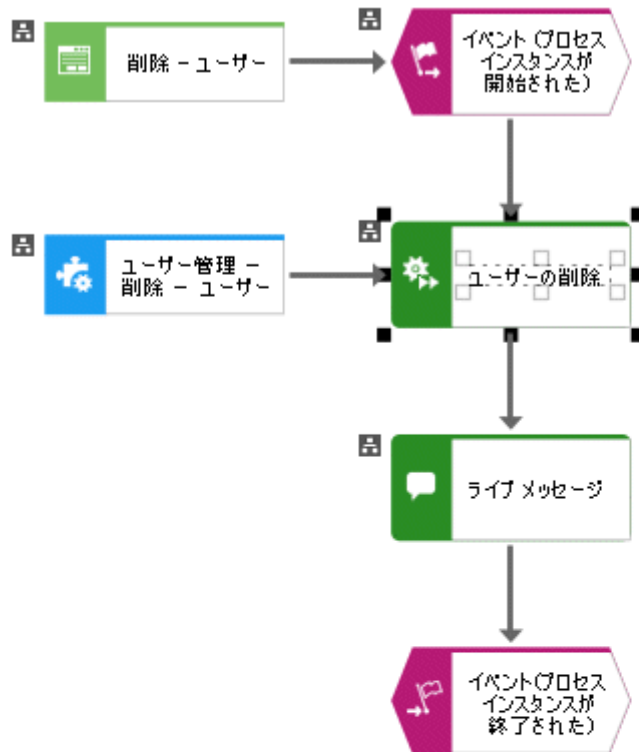 削除 – ユーザー
イベント (プロセス
インスタンスが
開始された)
ユーザー管理 –
削除 – ユーザー
ユーザーの削除
ライブ メッセージ
イベント(プロセス
インスタンスが
終了された)